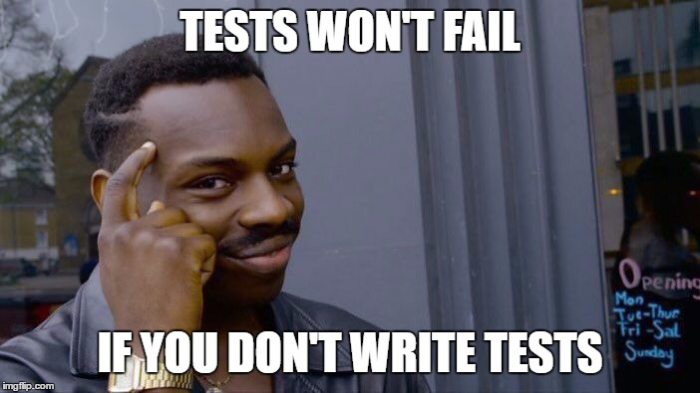 TESTS WON'T FAIL
Opening
Mon
Tue-Thur
Fri-Sat
Sunday
IF YOU DON'T WRITE TESTS
imgflip.com